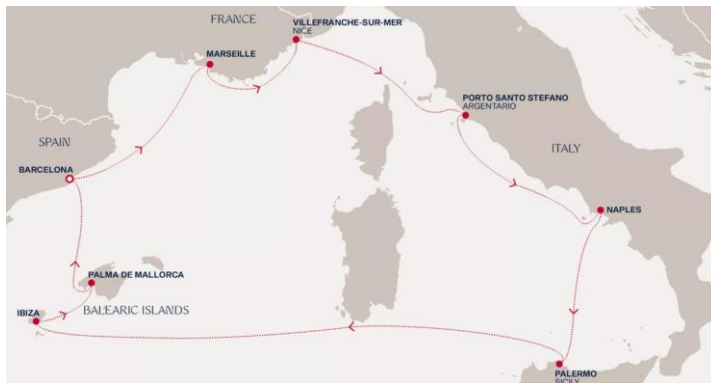 FRANCE
VILLEFRANCHE-SUR-MER
NICE
MARSEILLE
PORTO SANTO STEFANO
ARGENTARIO
SPAIN
ITALY
BARCELONA
NAPLES
PALMA DE MALLORCA
IBIZA
BALEARIC ISLANDS
PALERMO
SICILY